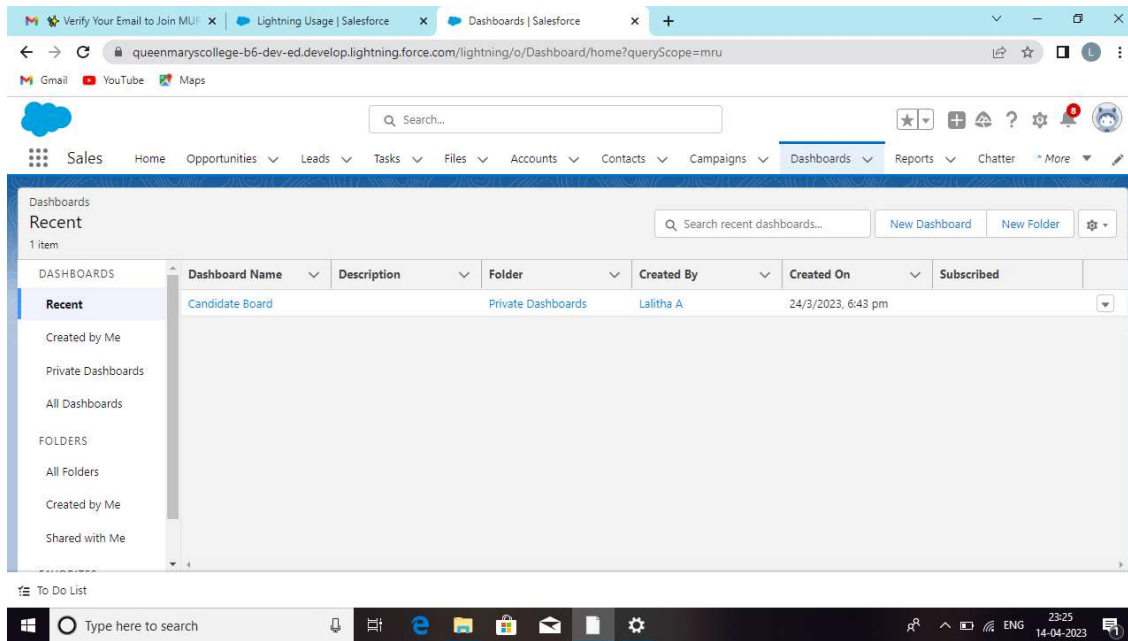 Verify Your Email to Join MUI
Lightning Usage | Salesforce
Dashboards | Salesforce
queenmaryscollege-b6-dev-ed.develop.lightning.force.com/lightning/o/Dashboard/home?queryScope=mru
L
Gmail YouTube Maps
Search...
8
Sales Home Opportunities Leads Tasks Files Accounts Contacts Campaigns Dashboards Reports Chatter * More
Dashboards
Recent
1 item
Search recent dashboards...
New Dashboard New Folder
DASHBOARDS
Recent
Created by Me
Private Dashboards
All Dashboards
FOLDERS
All Folders
Created by Me
Shared with Me
Dashboard Name Description Folder Created By Created On Subscribed
Candidate Board Private Dashboards Lalitha A 24/3/2023, 6:43 pm
To Do List
Type here to search
ENG
23:25
14-04-2023
1